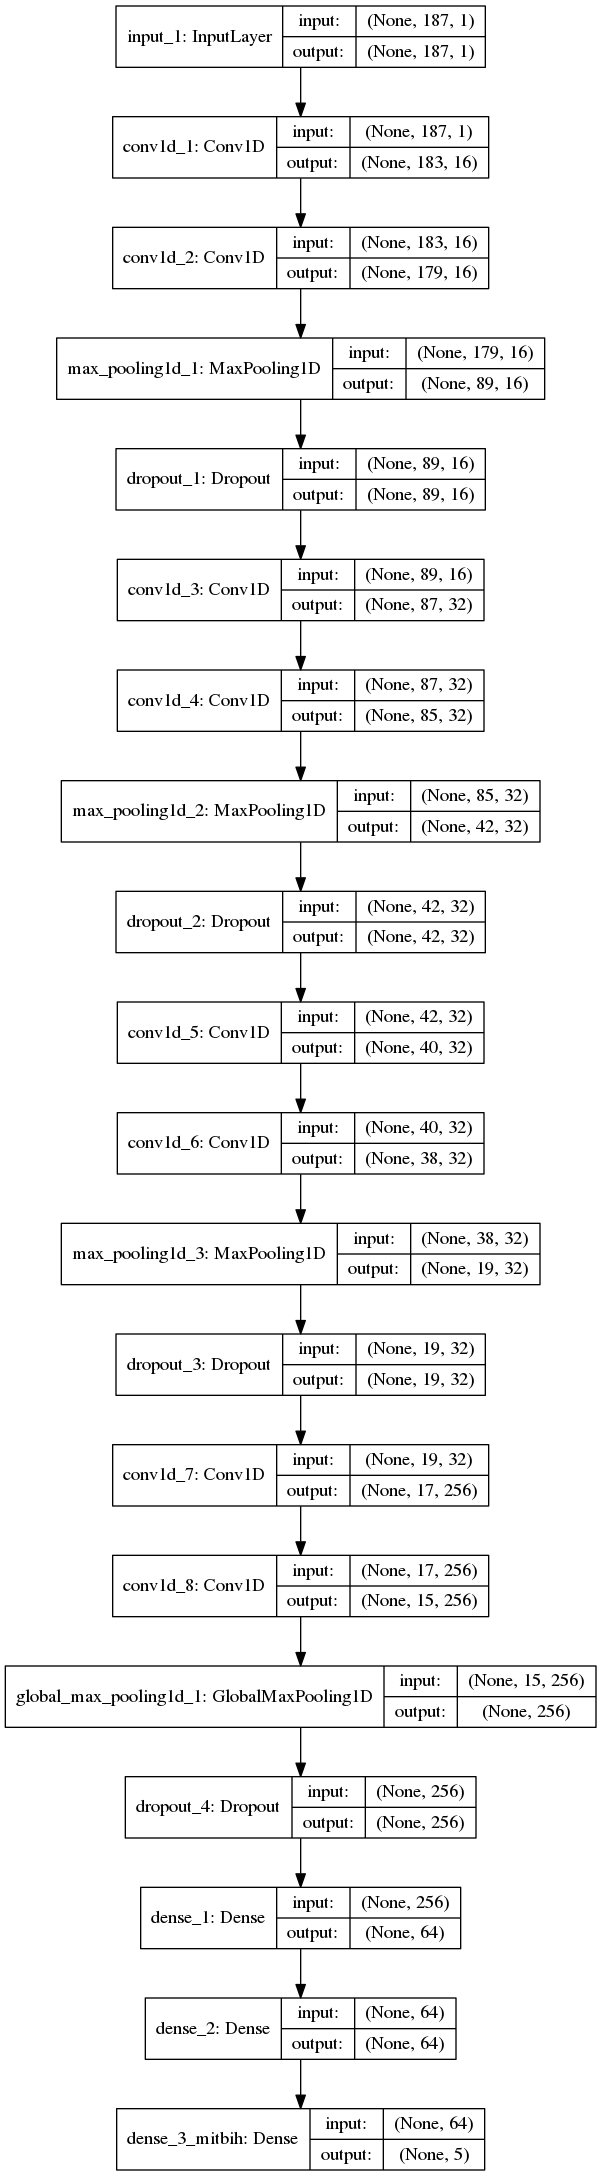 input_1: InputLayer
input: (None, 187, 1)
output: (None, 187, 1)
conv1d_1: Conv1D
input: (None, 187, 1)
output: (None, 183, 16)
conv1d_2: Conv1D
input: (None, 183, 16)
output: (None, 179, 16)
max_pooling1d_1: MaxPooling1D
input: (None, 179, 16)
output: (None, 89, 16)
dropout_1: Dropout
input: (None, 89, 16)
output: (None, 89, 16)
conv1d_3: Conv1D
input: (None, 89, 16)
output: (None, 87, 32)
conv1d_4: Conv1D
input: (None, 87, 32)
output: (None, 85, 32)
max_pooling1d_2: MaxPooling1D
input: (None, 85, 32)
output: (None, 42, 32)
dropout_2: Dropout
input: (None, 42, 32)
output: (None, 42, 32)
conv1d_5: Conv1D
input: (None, 42, 32)
output: (None, 40, 32)
conv1d_6: Conv1D
input: (None, 40, 32)
output: (None, 38, 32)
max_pooling1d_3: MaxPooling1D
input: (None, 38, 32)
output: (None, 19, 32)
dropout_3: Dropout
input: (None, 19, 32)
output: (None, 19, 32)
conv1d_7: Conv1D
input: (None, 19, 32)
output: (None, 17, 256)
conv1d_8: Conv1D
input: (None, 17, 256)
output: (None, 15, 256)
global_max_pooling1d_1: GlobalMaxPooling1D
input: (None, 15, 256)
output: (None, 256)
dropout_4: Dropout
input: (None, 256)
output: (None, 256)
dense_1: Dense
input: (None, 256)
output: (None, 64)
dense_2: Dense
input: (None, 64)
output: (None, 64)
dense_3_mitbih: Dense
input: (None, 64)
output: (None, 5)